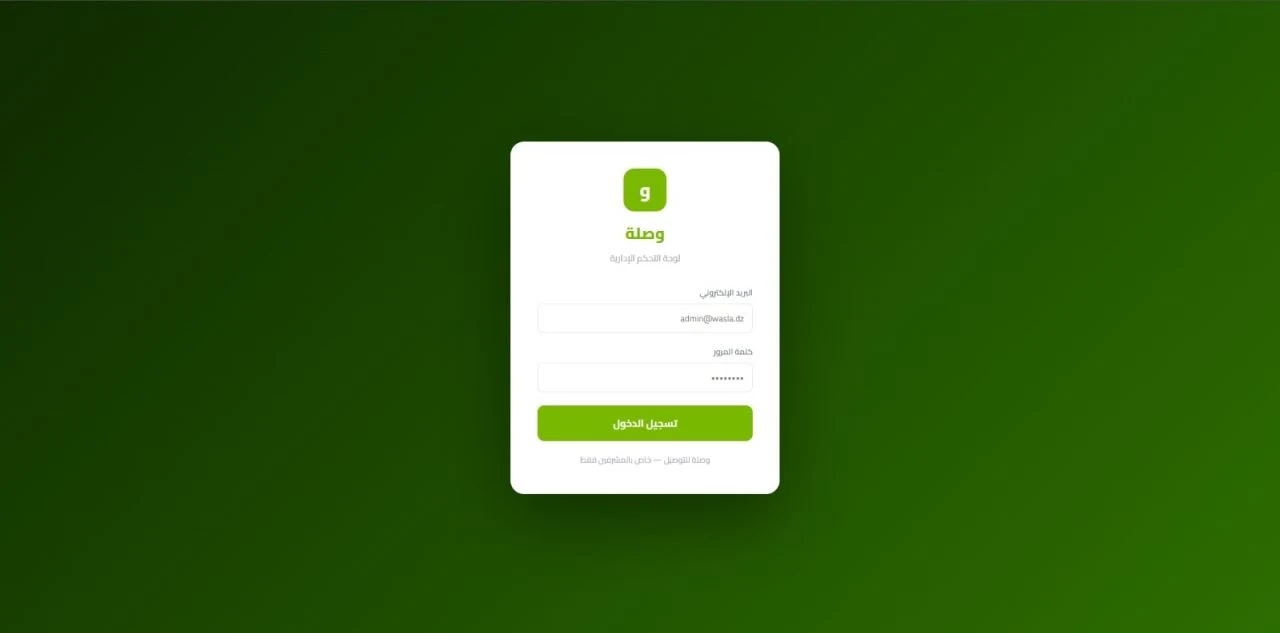 و
وصلة
لوحة التحكم الإدارية
البريد الإلكتروني
admin@wasla.dz
كلمة المرور
••••••••
تسجيل الدخول
وصلة للتوصيل — خاص بالمشرفين فقط